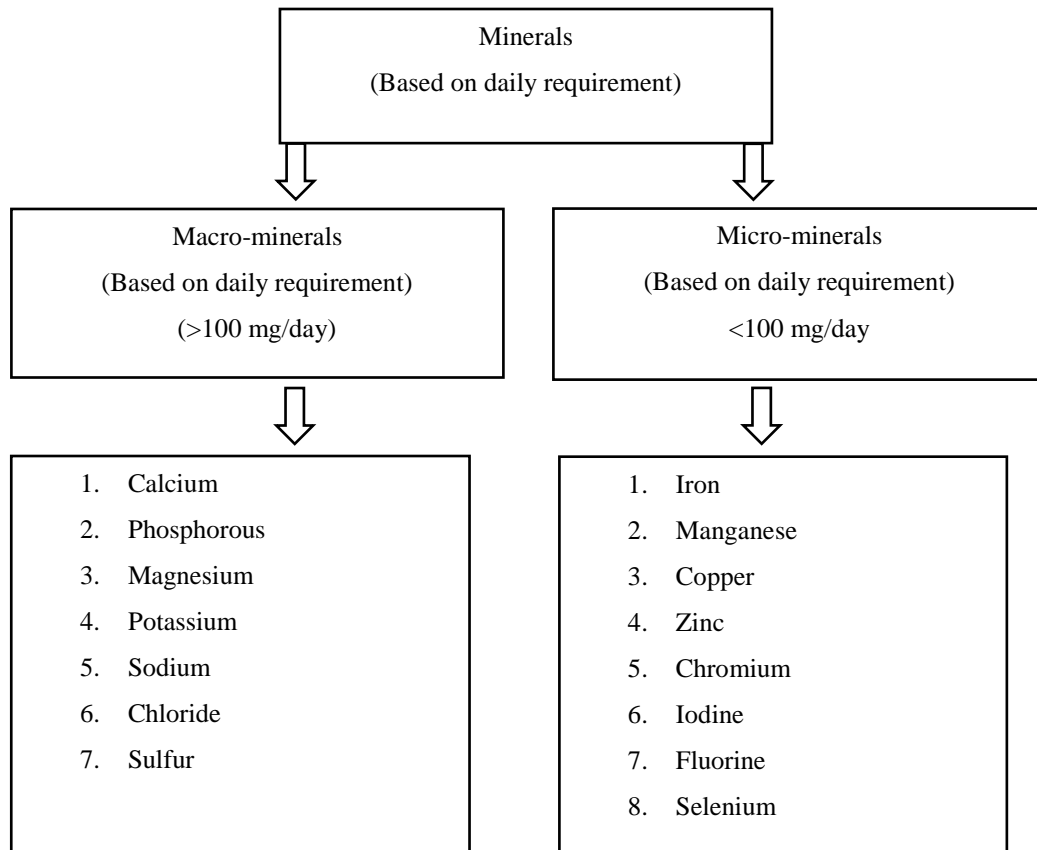 Minerals
(Based on daily requirement)
Macro-minerals
(Based on daily requirement)
(>100 mg/day)
Micro-minerals
(Based on daily requirement)
<100 mg/day
1. Calcium
2. Phosphorous
3. Magnesium
4. Potassium
5. Sodium
6. Chloride
7. Sulfur
1. Iron
2. Manganese
3. Copper
4. Zinc
5. Chromium
6. Iodine
7. Fluorine
8. Selenium